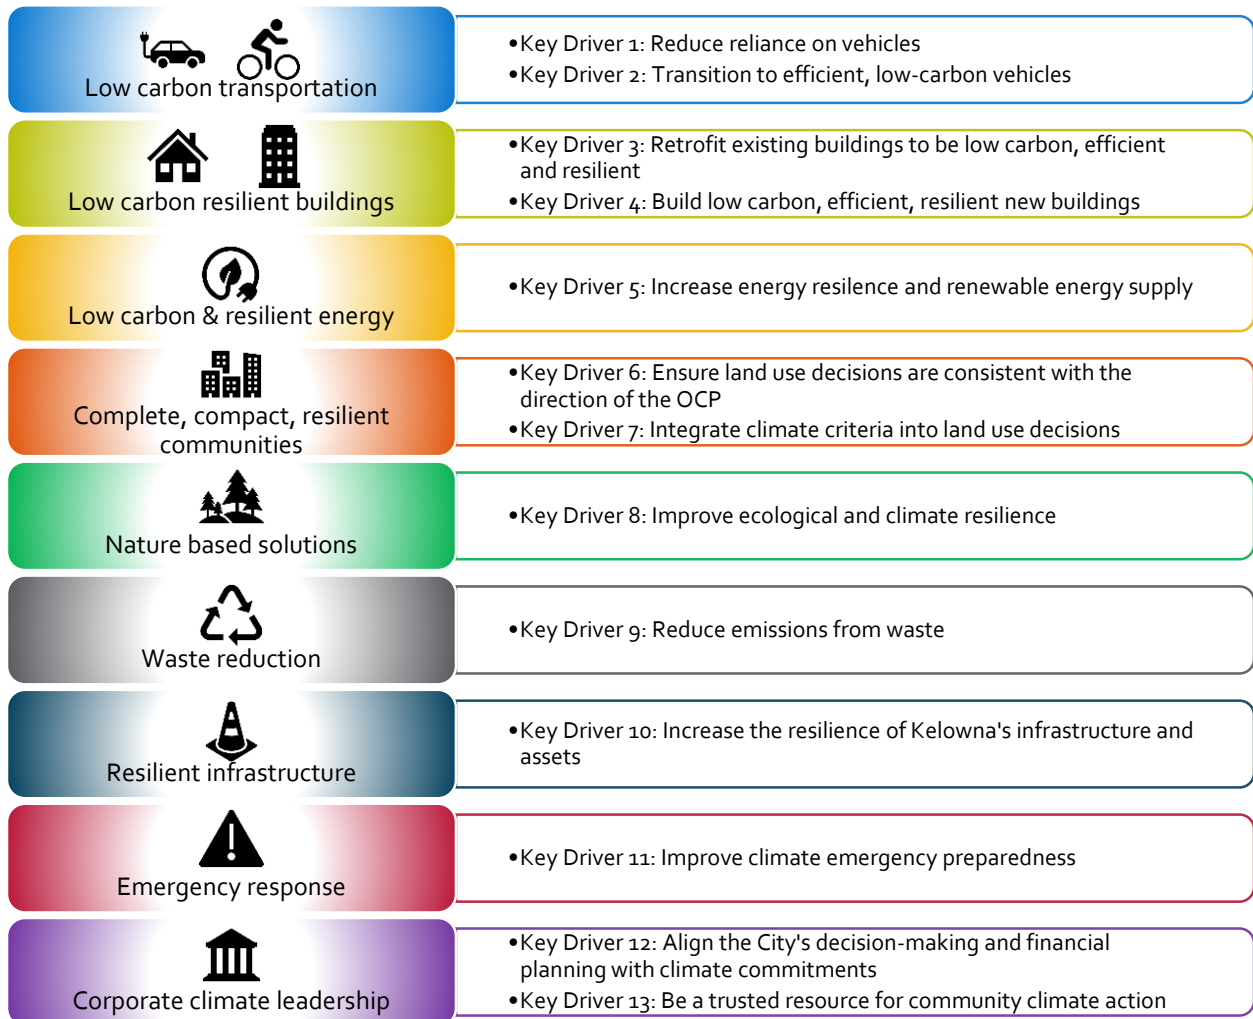 Low carbon transportation
•Key Driver 1: Reduce reliance on vehicles
•Key Driver 2: Transition to efficient, low-carbon vehicles
Low carbon resilient buildings
•Key Driver 3: Retrofit existing buildings to be low carbon, efficient
and resilient
•Key Driver 4: Build low carbon, efficient, resilient new buildings
Low carbon & resilient energy
•Key Driver 5: Increase energy resilence and renewable energy supply
Complete, compact, resilient
communities
•Key Driver 6: Ensure land use decisions are consistent with the
direction of the OCP
•Key Driver 7: Integrate climate criteria into land use decisions
Nature based solutions
•Key Driver 8: Improve ecological and climate resilience
Waste reduction
•Key Driver 9: Reduce emissions from waste
Resilient infrastructure
•Key Driver 10: Increase the resilience of Kelowna's infrastructure and
assets
Emergency response
•Key Driver 11: Improve climate emergency preparedness
Corporate climate leadership
•Key Driver 12: Align the City's decision-making and financial
planning with climate commitments
•Key Driver 13: Be a trusted resource for community climate action